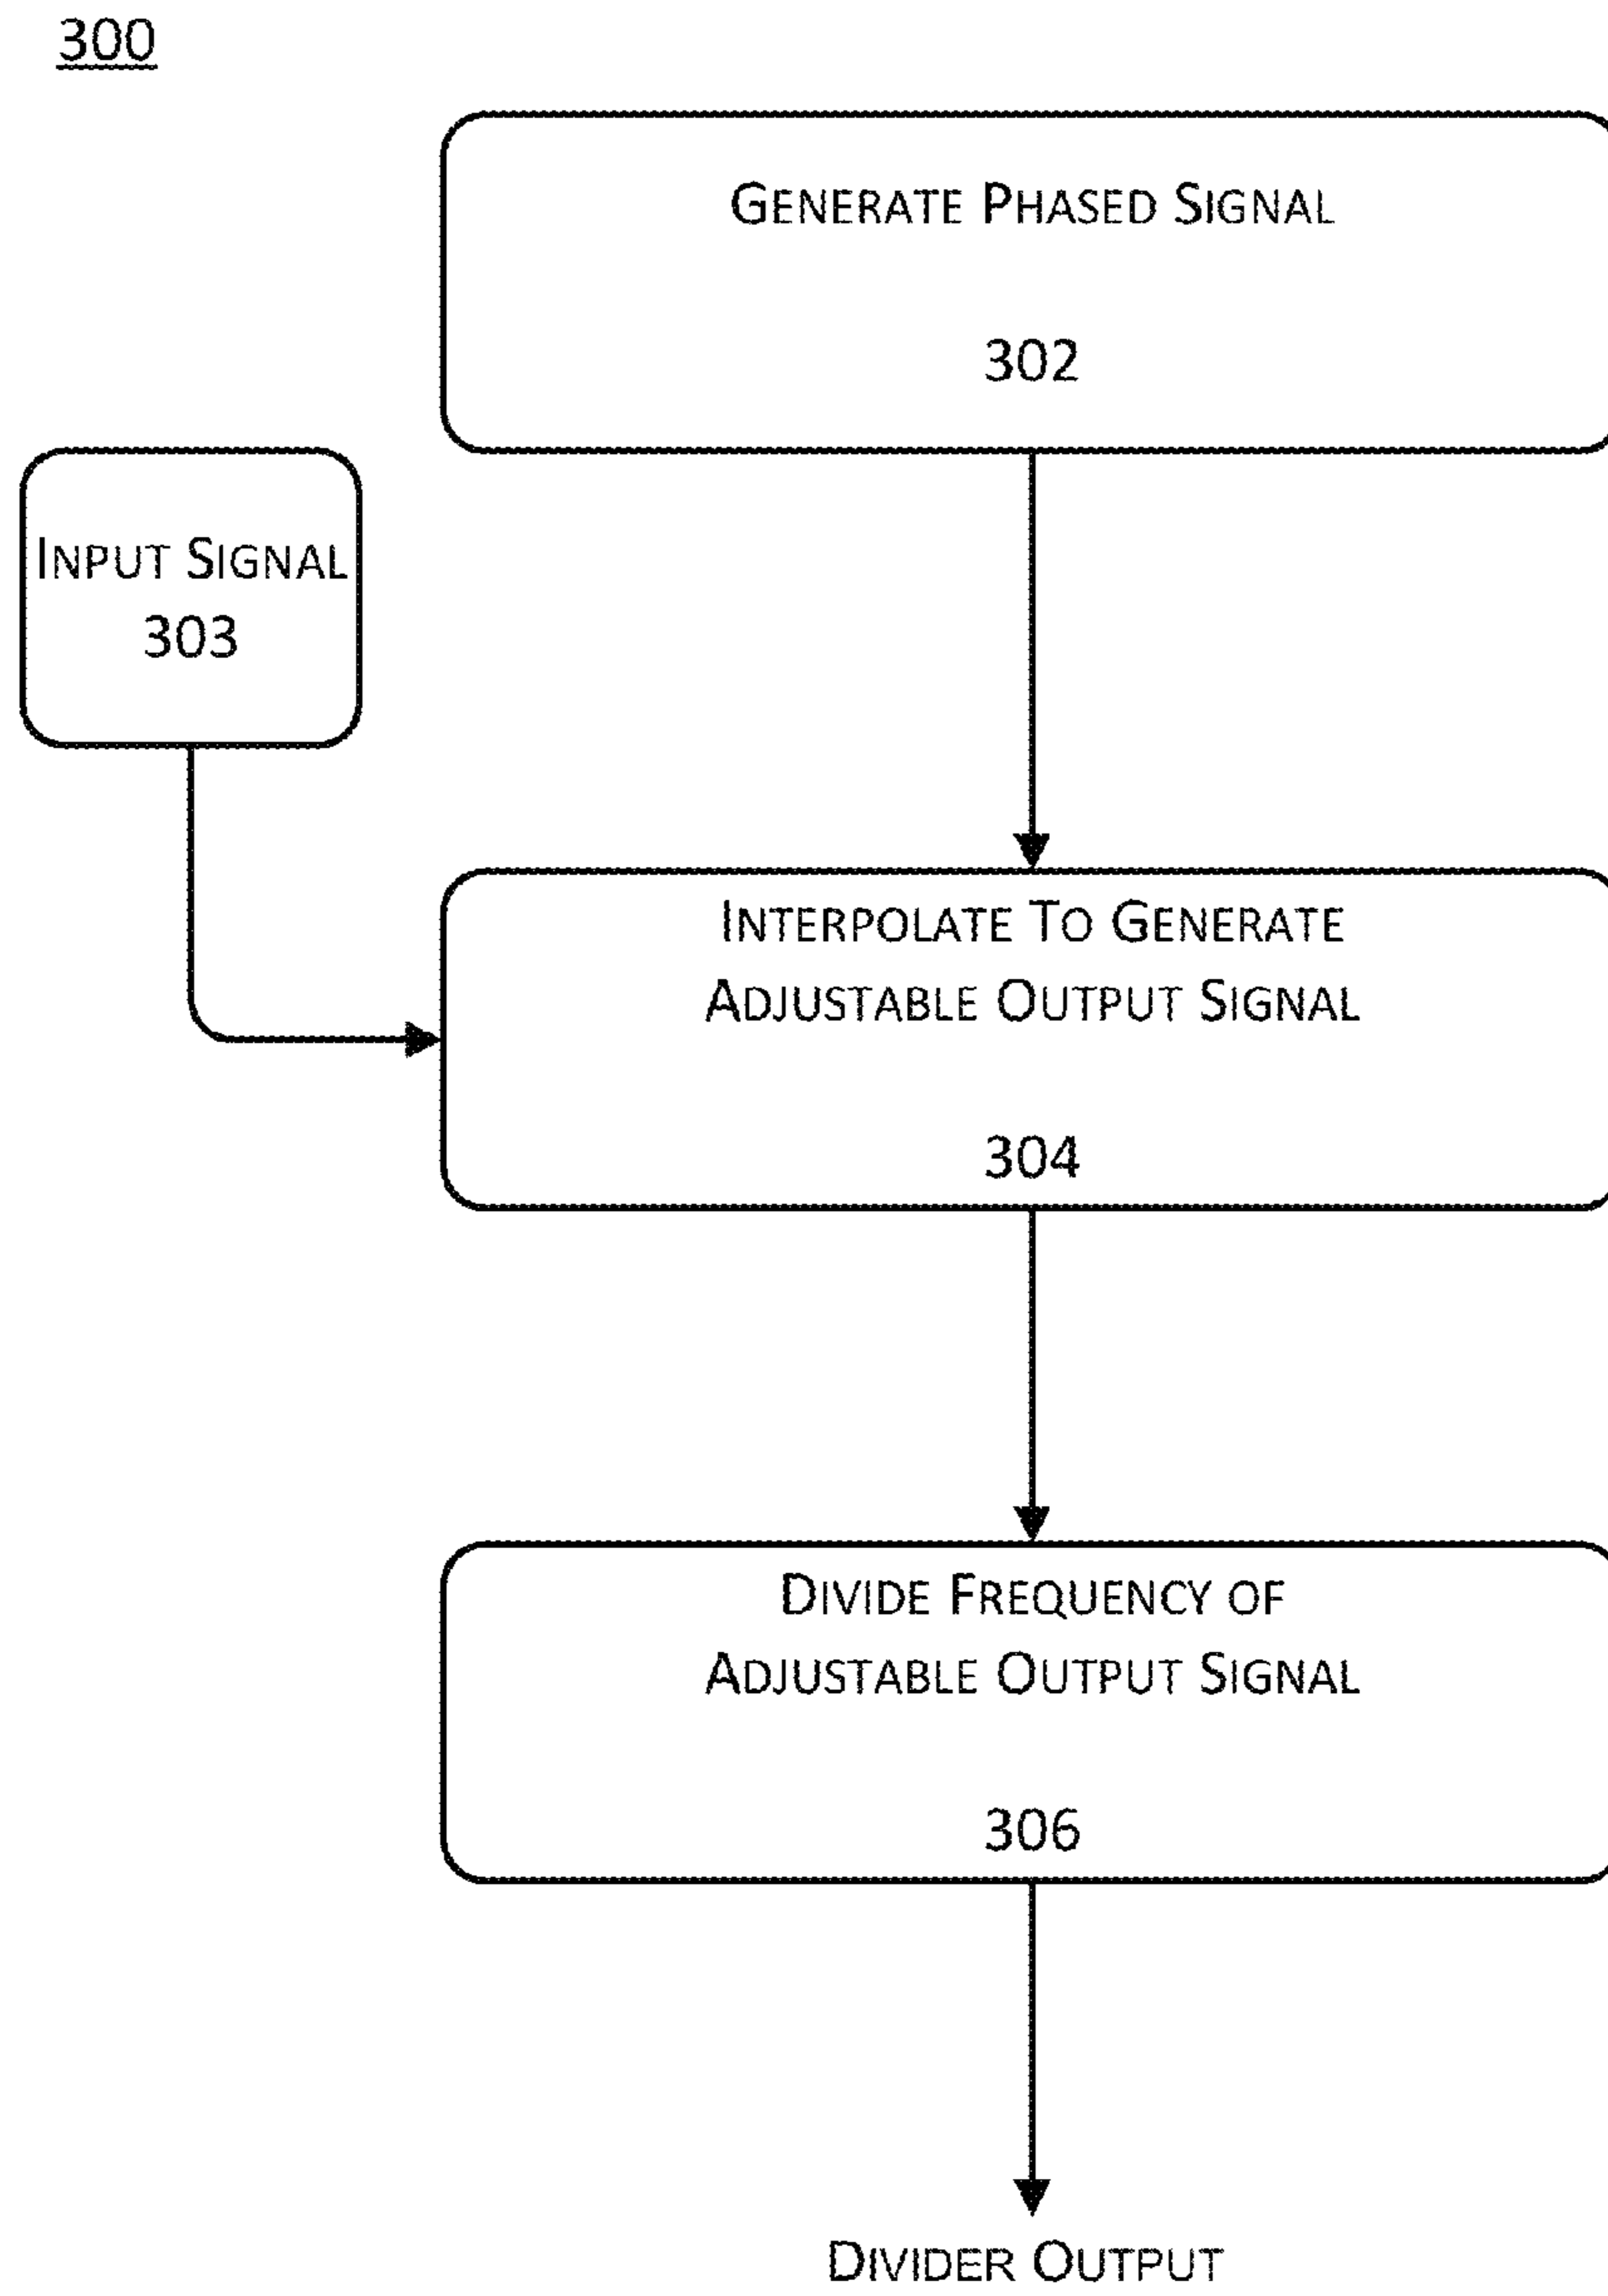 300
GENERATE PHASED SIGNAL
302
INPUT SIGNAL
303
INTERPOLATE TO GENERATE
ADJUSTABLE OUTPUT SIGNAL
304
DIVIDE FREQUENCY OF
ADJUSTABLE OUTPUT SIGNAL
306
DIVIDER OUTPUT